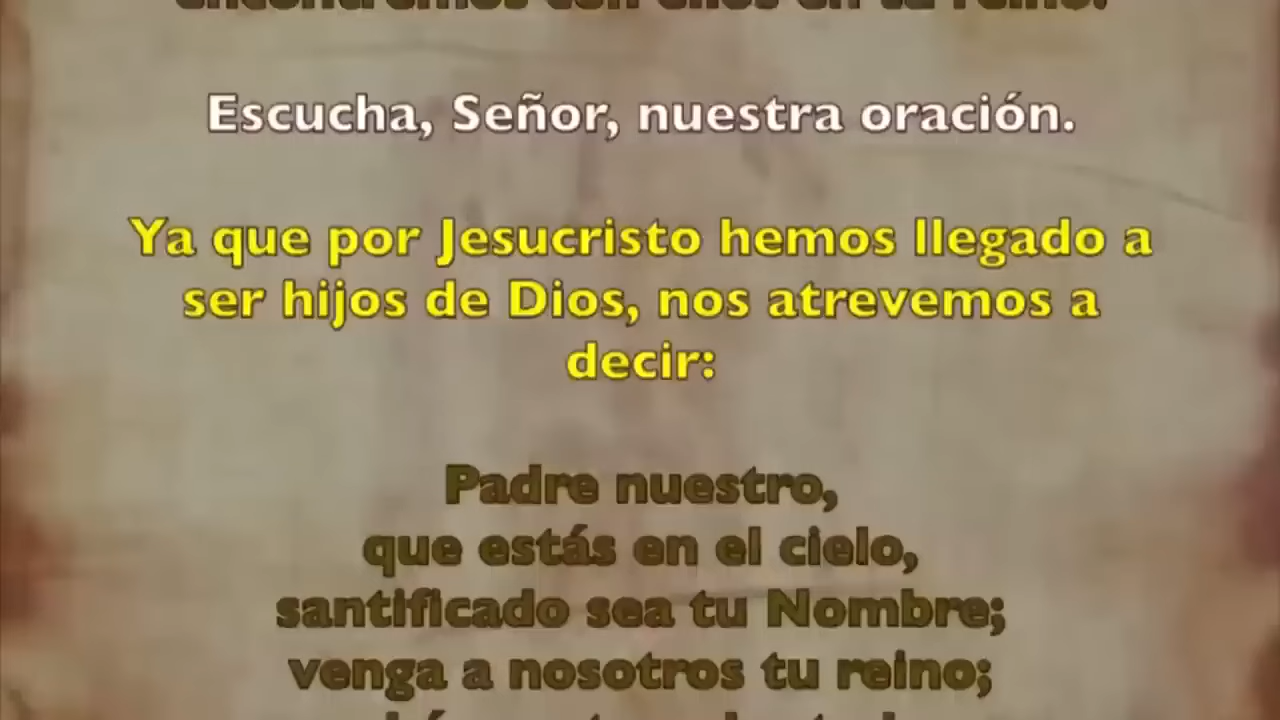 encontremos con ellos en tu reino.
Escucha, Señor, nuestra oración.
Ya que por Jesucristo hemos llegado a
ser hijos de Dios, nos atrevemos a
decir:
Padre nuestro,
que estás en el cielo,
santificado sea tu Nombre;
venga a nosotros tu reino;